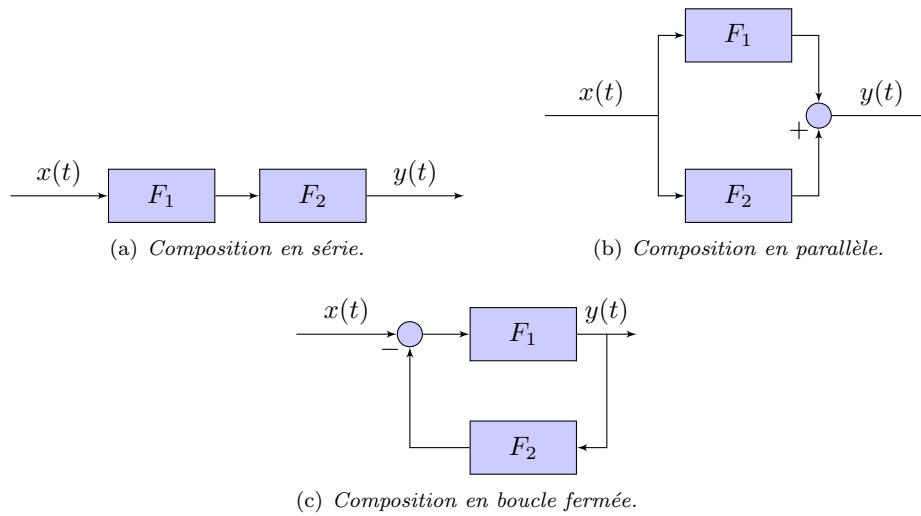 x(t)
F₁
F₂
y(t)
(a) Composition en série.
F₁
x(t)
y(t)
+
F₂
(b) Composition en parallèle.
x(t)
F₁
y(t)
−
F₂
(c) Composition en boucle fermée.